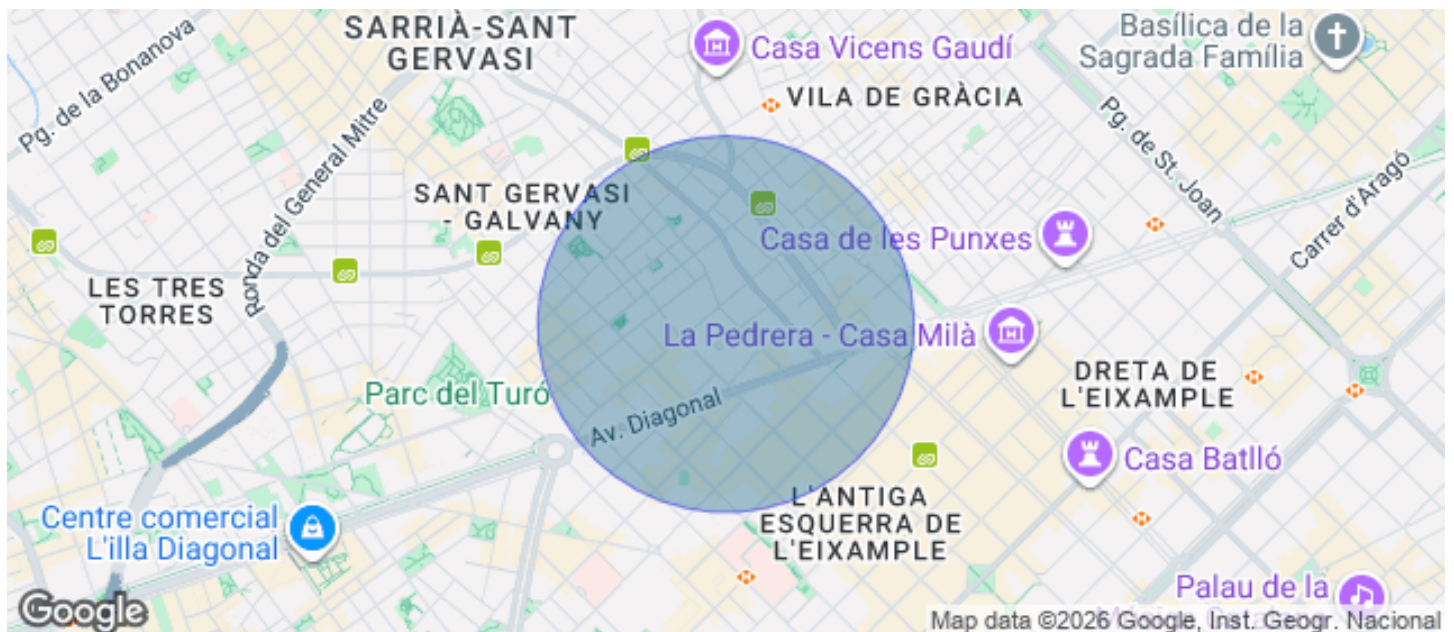 SARRIÀ-SANT
GERVASI
Casa Vicens Gaudí
Basílica de la
Sagrada Família
Pg. de la Bonanova
VILA DE GRÀCIA
Ronda del General Mitre
Pg. de St. Joan
Carrer d'Aragó
SANT GERVASI
- GALVANY
Casa de les Punxes
LES TRES
TORRES
La Pedrera - Casa Milà
Parc del Turó
DRETA DE
L'EIXAMPLE
Av. Diagonal
Casa Batlló
L'ANTIGA
ESQUERRA DE
L'EIXAMPLE
Centre comercial
L'illa Diagonal
Palau de la
Google
Map data ©2026 Google, Inst. Geogr. Nacional